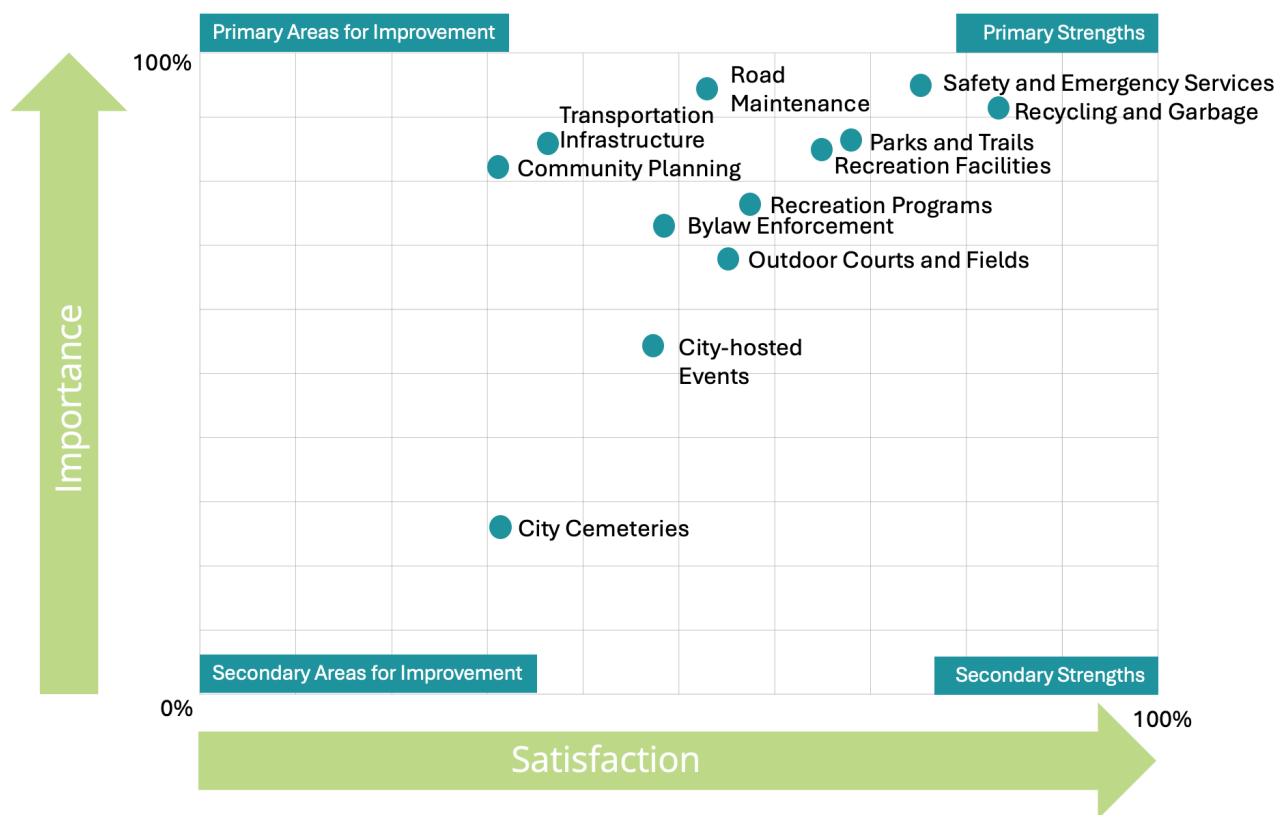 Primary Areas for Improvement
Primary Strengths
100%
Road
Maintenance
Safety and Emergency Services
Recycling and Garbage
Transportation
Infrastructure
Parks and Trails
Recreation Facilities
Community Planning
Recreation Programs
Bylaw Enforcement
Outdoor Courts and Fields
City-hosted
Events
Importance
City Cemeteries
Secondary Areas for Improvement
Secondary Strengths
0%
100%
Satisfaction